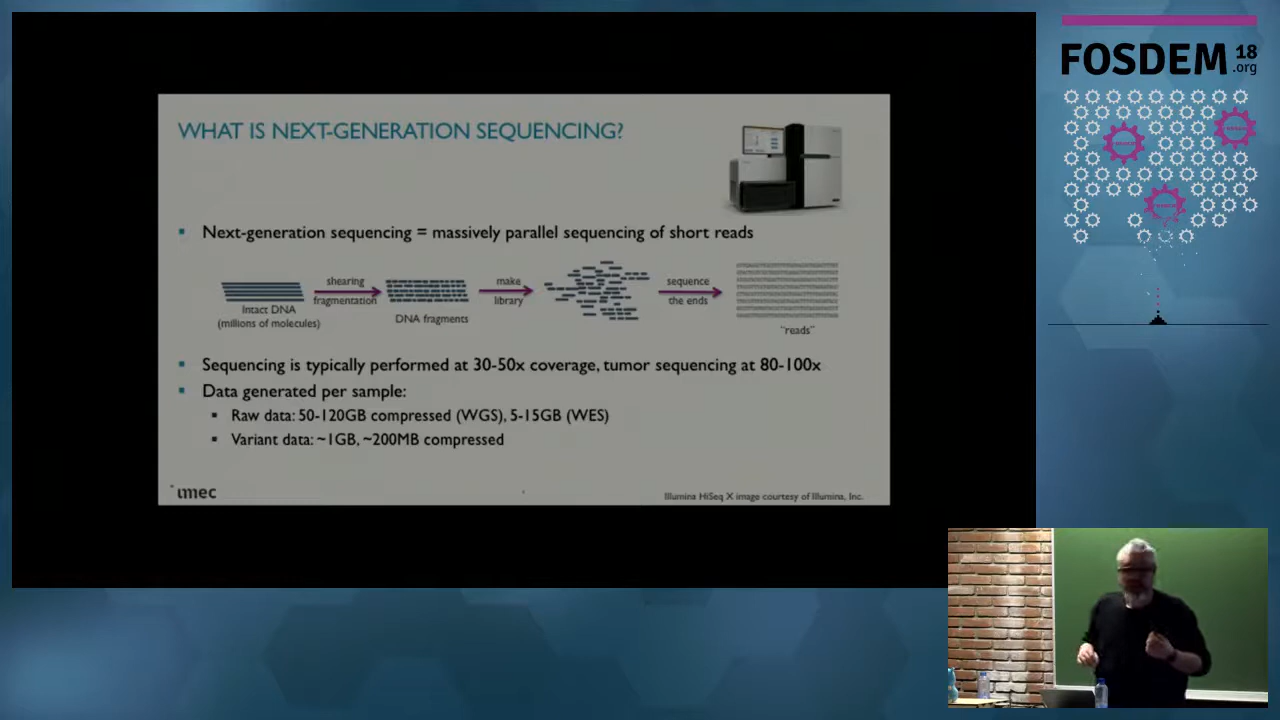 WHAT IS NEXT-GENERATION SEQUENCING?
Next-generation sequencing = massively parallel sequencing of short reads
shearing
fragmentation
make
library
sequence
the ends
Intact DNA
(millions of molecules)
DNA fragments
"reads"
Sequencing is typically performed at 30-50x coverage, tumor sequencing at 80-100x
Data generated per sample:
Raw data: 50-120GB compressed (WGS), 5-15GB (WES)
Variant data: ~1GB, ~200MB compressed
imec
Illumina HiSeq X image courtesy of Illumina, Inc.
FOSDEM 18
.org